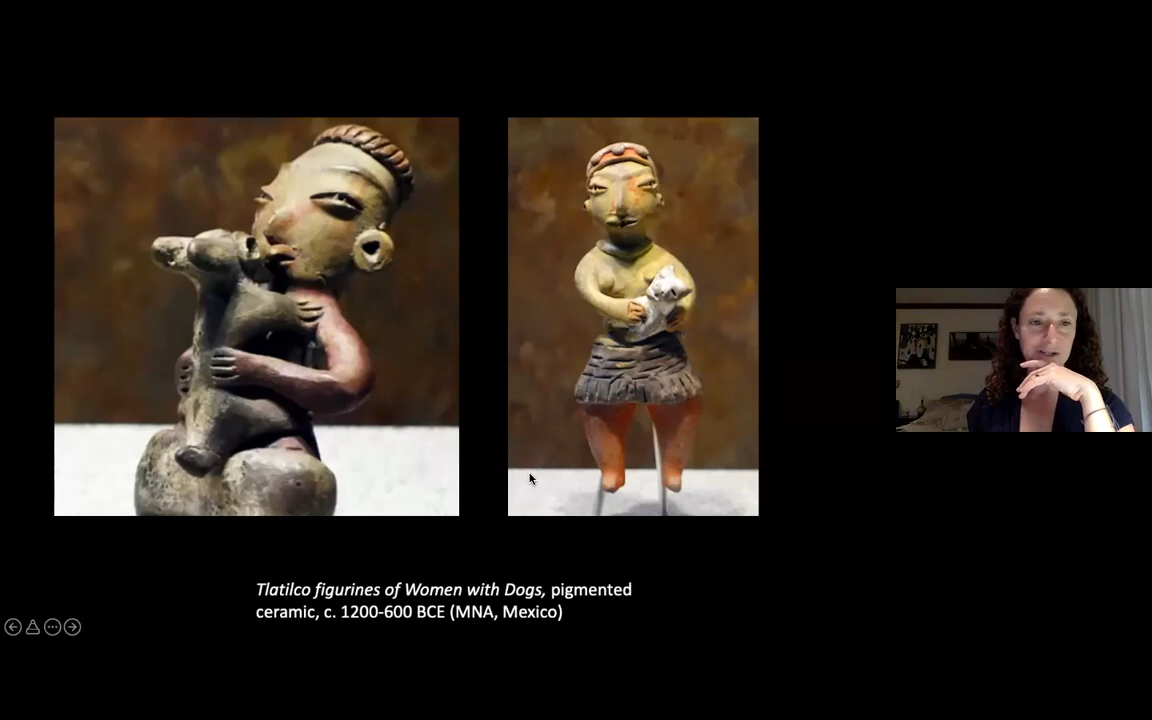 Tlatilco figurines of Women with Dogs, pigmented
ceramic, c. 1200-600 BCE (MNA, Mexico)